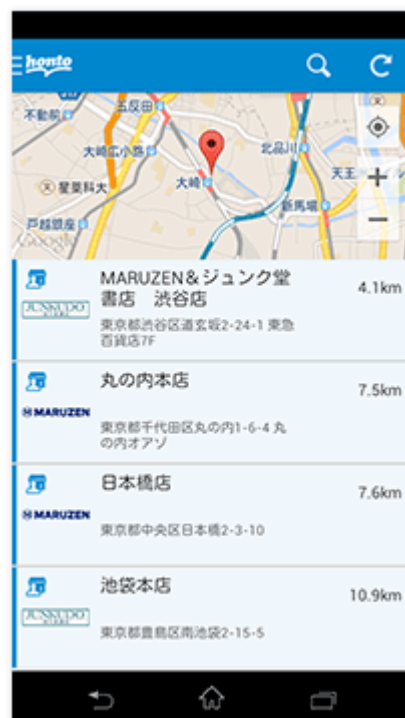 honto
不動前
五反田
大崎広小路
北品川
星薬科大
大崎
天王
新馬場
戸越銀座
Google
MARUZEN＆ジュンク堂
書店　渋谷店
4.1km
JUNKUDO
東京都渋谷区道玄坂2-24-1 東急
百貨店7F
丸の内本店
7.5km
MARUZEN
東京都千代田区丸の内1-6-4 丸
の内オアゾ
日本橋店
7.6km
MARUZEN
東京都中央区日本橋2-3-10
池袋本店
10.9km
JUNKUDO
東京都豊島区南池袋2-15-5